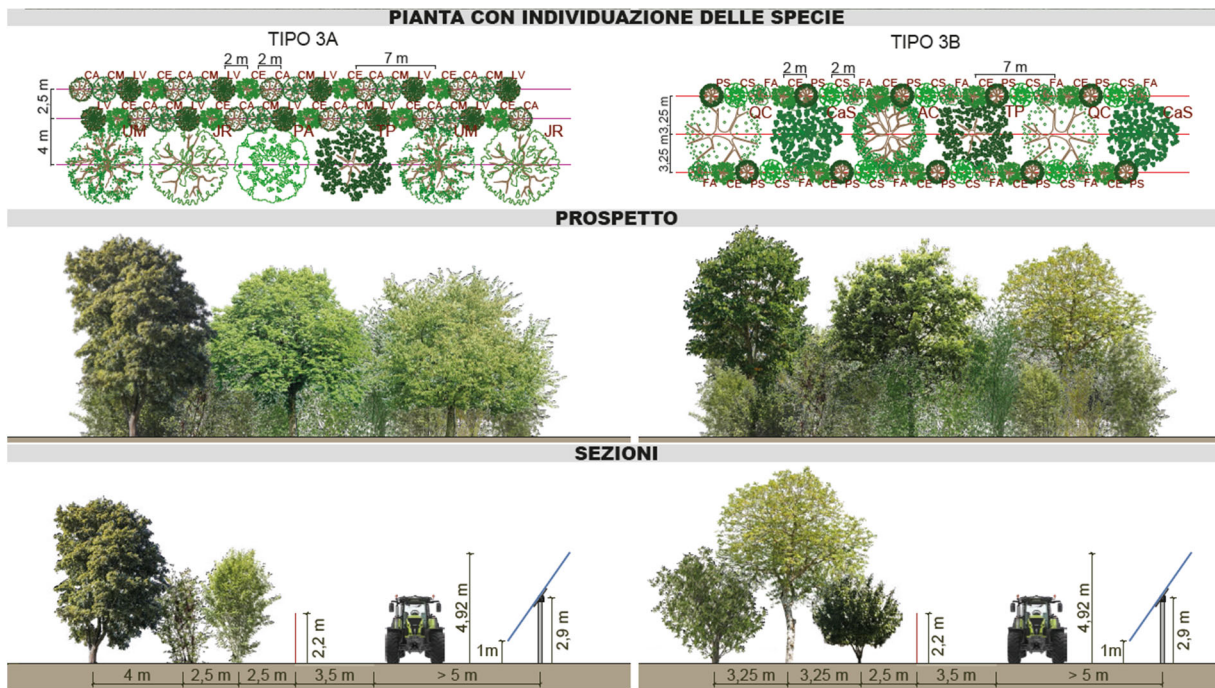 PIANTA CON INDIVIDUAZIONE DELLE SPECIE
TIPO 3A
2 m 2 m 7 m
CA CM LV CE CA CM LV CE CA CM LV CE CA CM LV CE CA CM LV
2,5 m
LV CE CA CM LV CE CA CM LV CE CA CM LV CE CA CM LV CE CA
UM JR PA TP UM JR
4 m
TIPO 3B
2 m 2 m 7 m
PS CS FA CE PS CS FA CE PS CS FA CE PS CS FA CE PS CS FA
3,25 m
QC CaS AC TP QC CaS
3,25 m
FA CE PS CS FA CE PS CS FA CE PS CS FA CE PS CS FA CE PS
PROSPETTO
SEZIONI
2,2 m
4,92 m
1m
2,9 m
4 m 2,5 m 2,5 m 3,5 m > 5 m
2,2 m
4,92 m
1m
2,9 m
3,25 m 3,25 m 2,5 m 3,5 m > 5 m